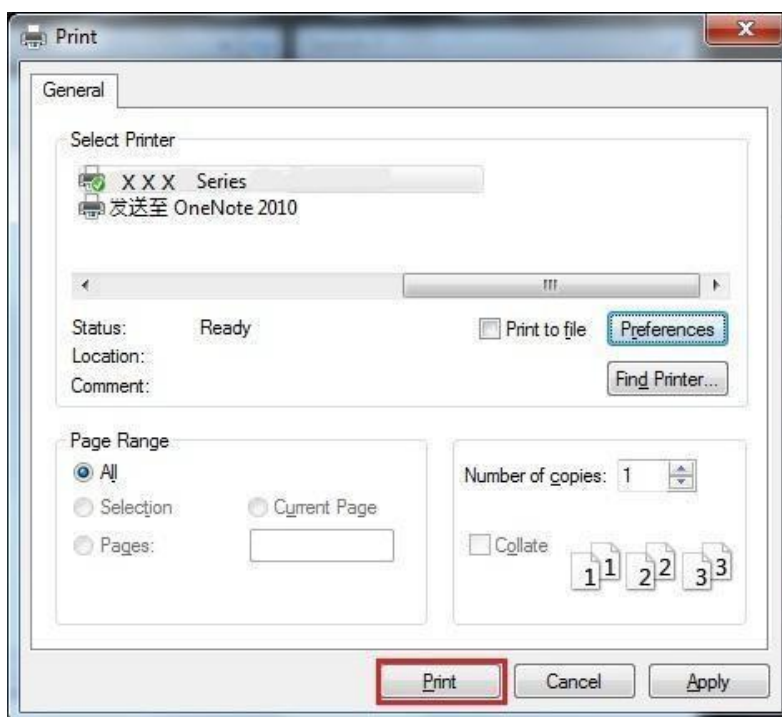 Print
General
Select Printer
X X X Series
发送至 OneNote 2010
Status: Ready
Print to file
Preferences
Location:
Find Printer...
Comment:
Page Range
All
Selection
Current Page
Pages:
Number of copies: 1
Collate
1 1 2 2 3 3
Print
Cancel
Apply